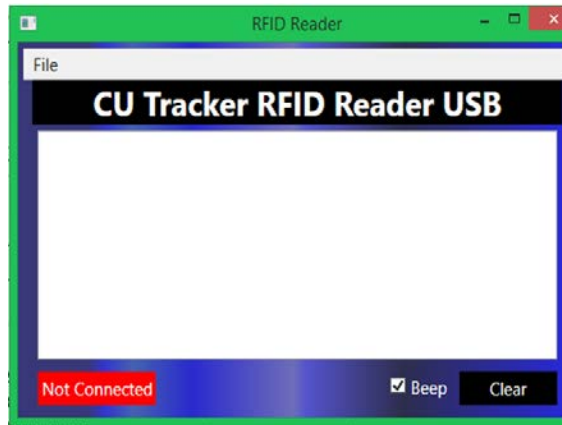 RFID Reader
File
CU Tracker RFID Reader USB
Not Connected
Beep
Clear